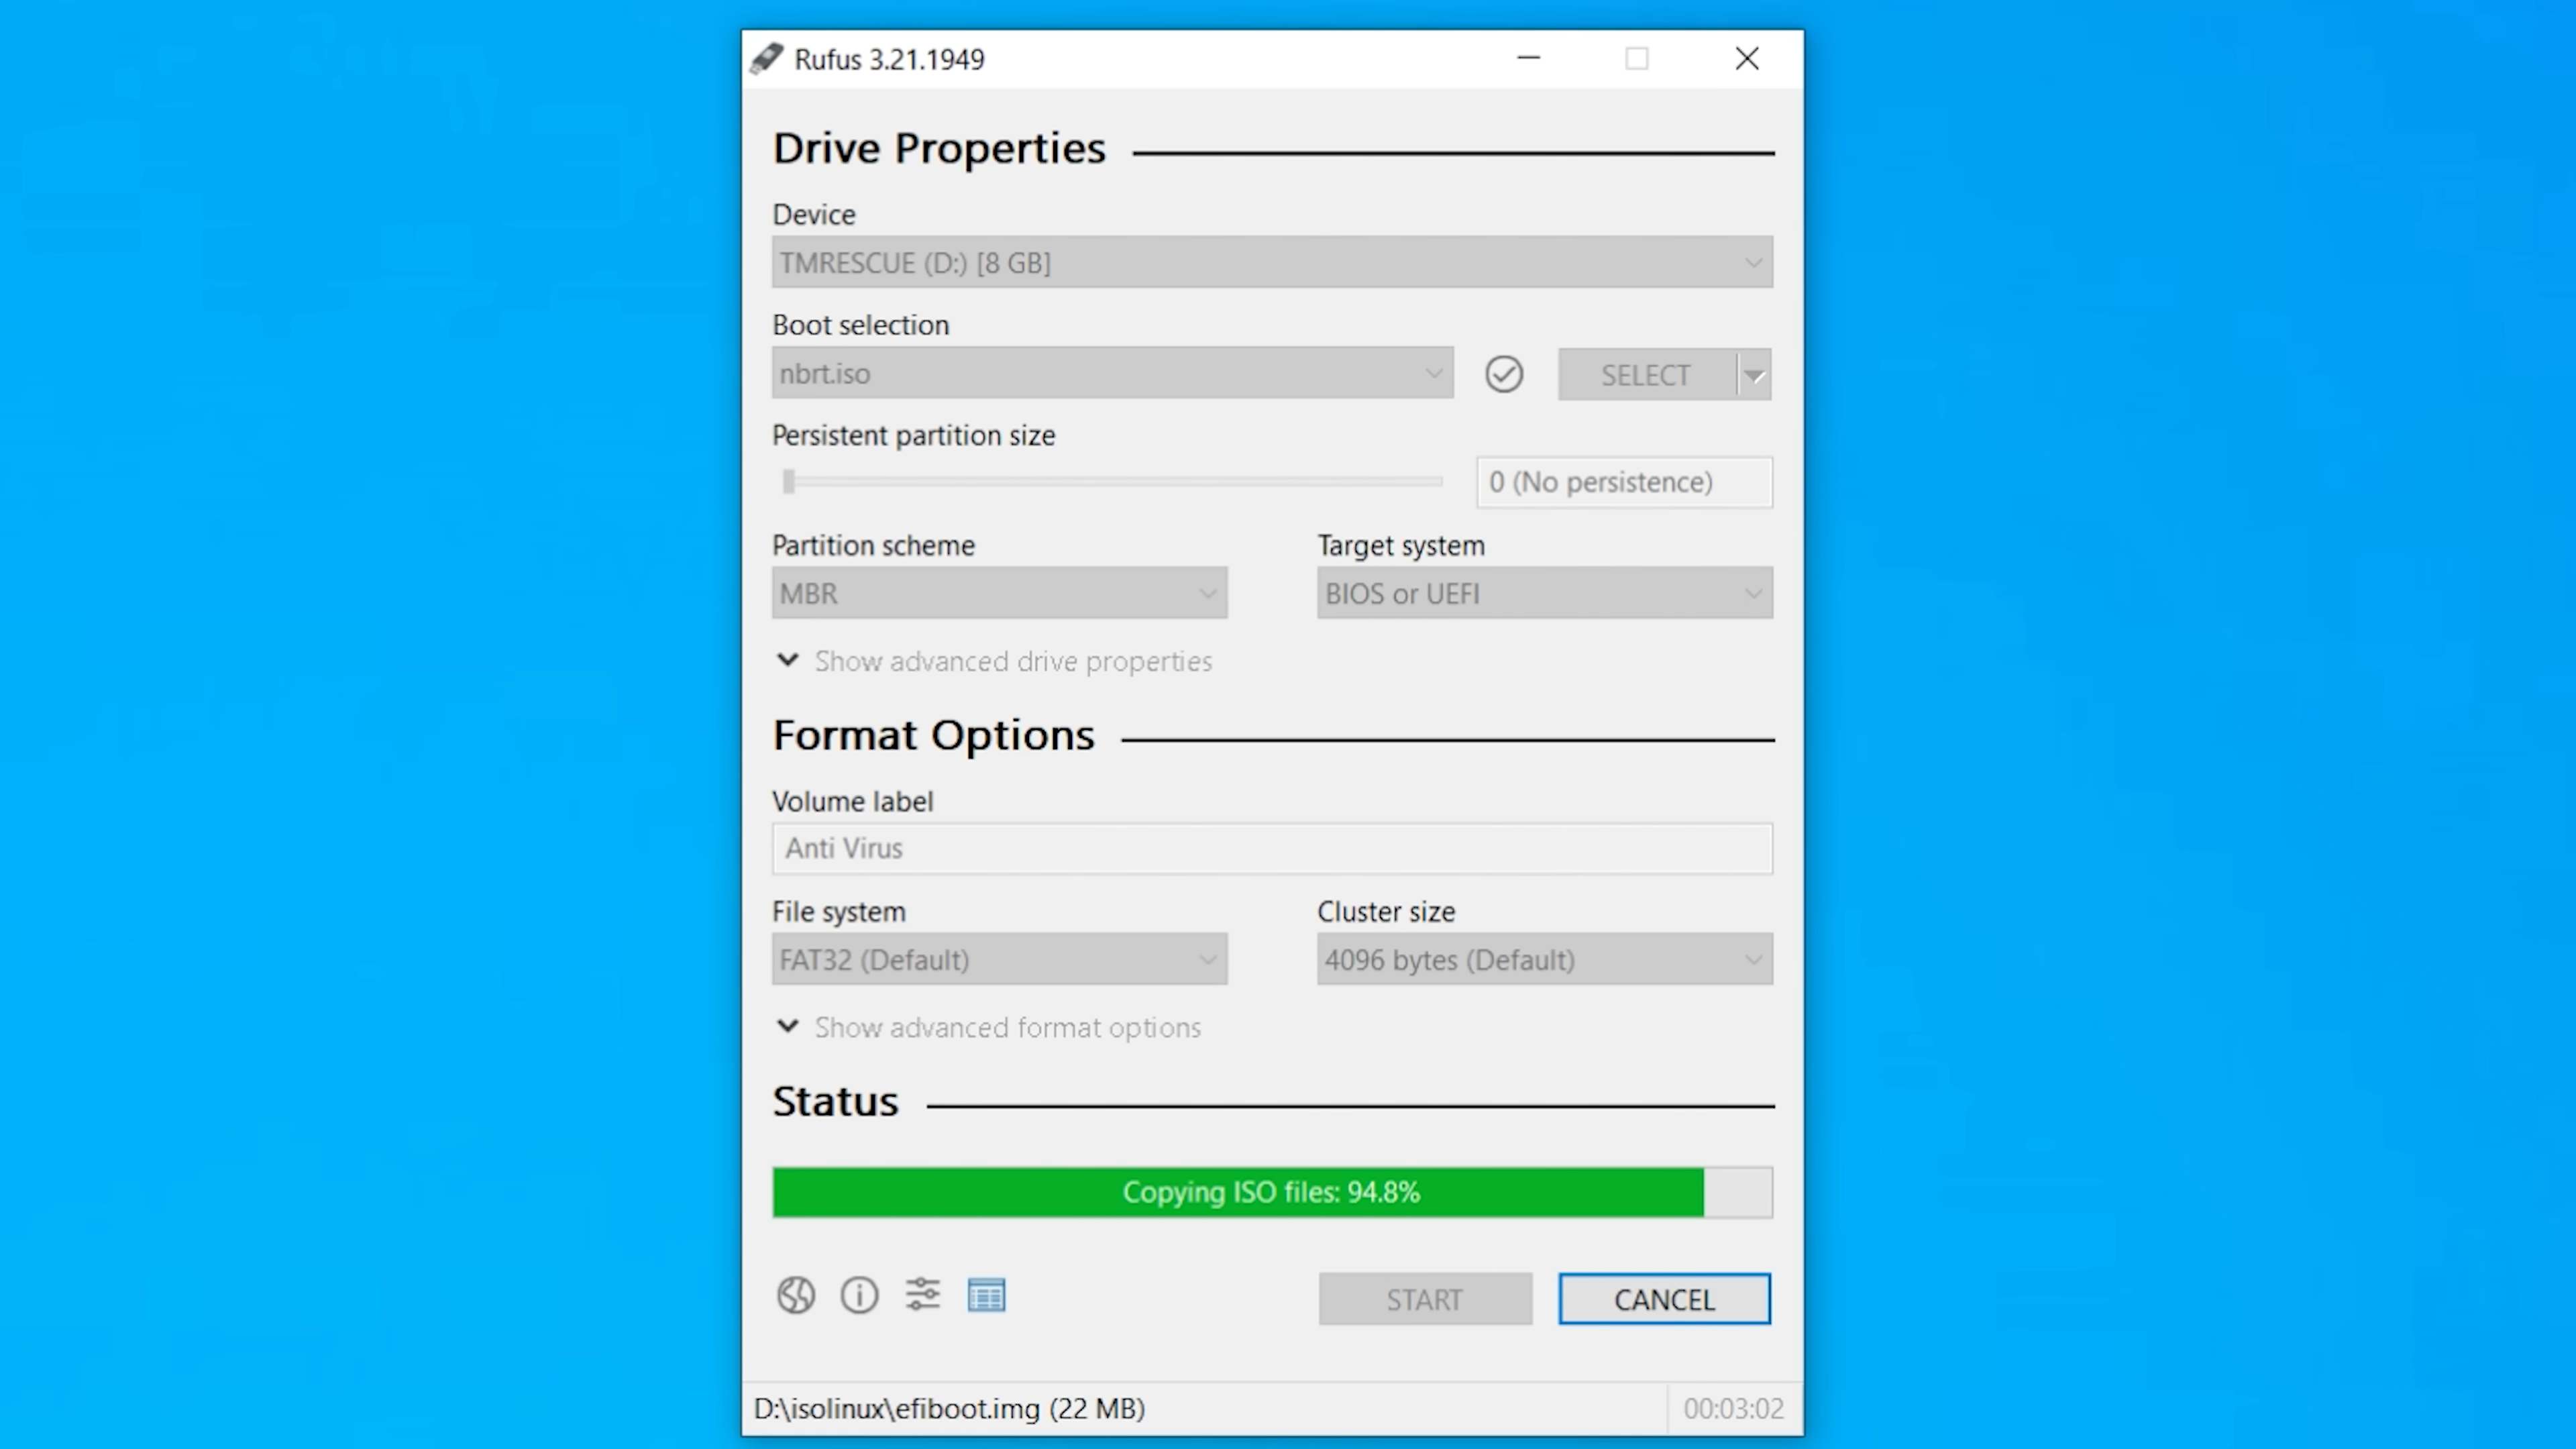 Rufus 3.21.1949
Drive Properties
Device
TMRESCUE (D:) [8 GB]
Boot selection
nbrt.iso
SELECT
Persistent partition size
0 (No persistence)
Partition scheme
Target system
MBR
BIOS or UEFI
Show advanced drive properties
Format Options
Volume label
Anti Virus
File system
Cluster size
FAT32 (Default)
4096 bytes (Default)
Show advanced format options
Status
Copying ISO files: 94.8%
START
CANCEL
D:\isolinux\efiboot.img (22 MB)
00:03:02